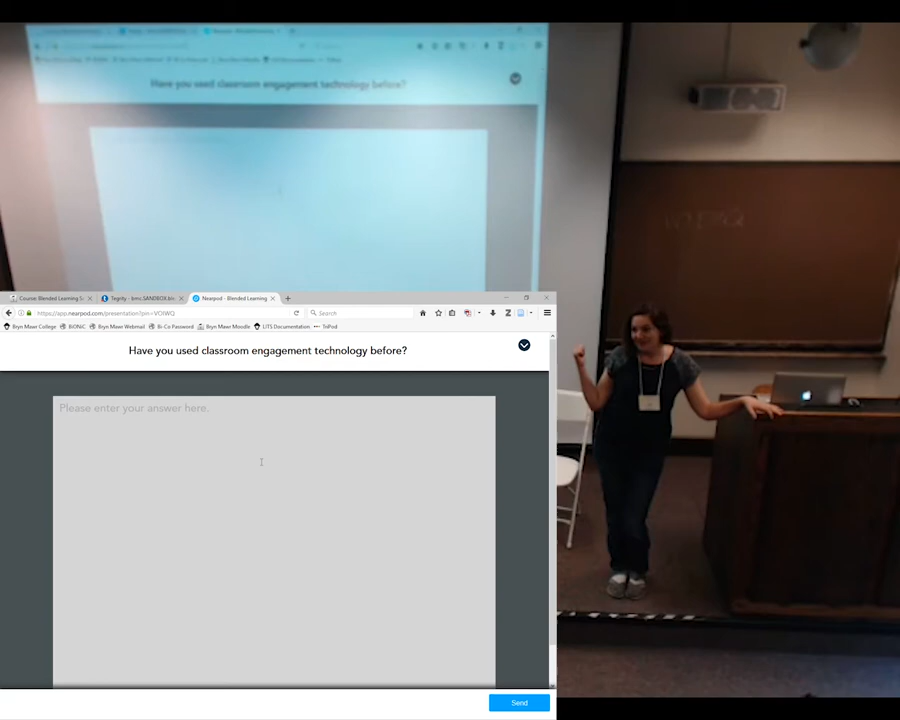 Have you used classroom engagement technology before?
Course: Blended Learning S
Tegrity - bmc.SANDBOX.bl
Nearpod - Blended Learning
https://app.nearpod.com/presentation?pin=VOIWQ
Search
Bryn Mawr College
BiONiC
Bryn Mawr Webmail
Bi-Co Password
Bryn Mawr Moodle
LITS Documentation
TriPod
Have you used classroom engagement technology before?
Please enter your answer here.
Send